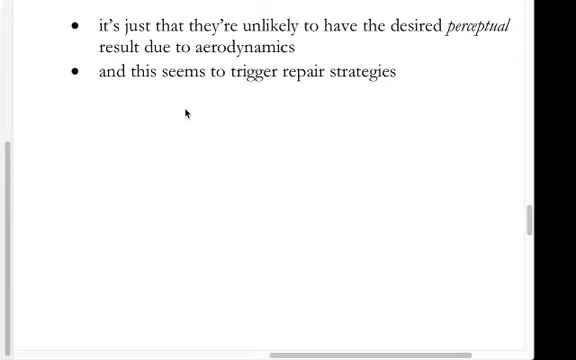 • it’s just that they’re unlikely to have the desired perceptual
result due to aerodynamics
• and this seems to trigger repair strategies